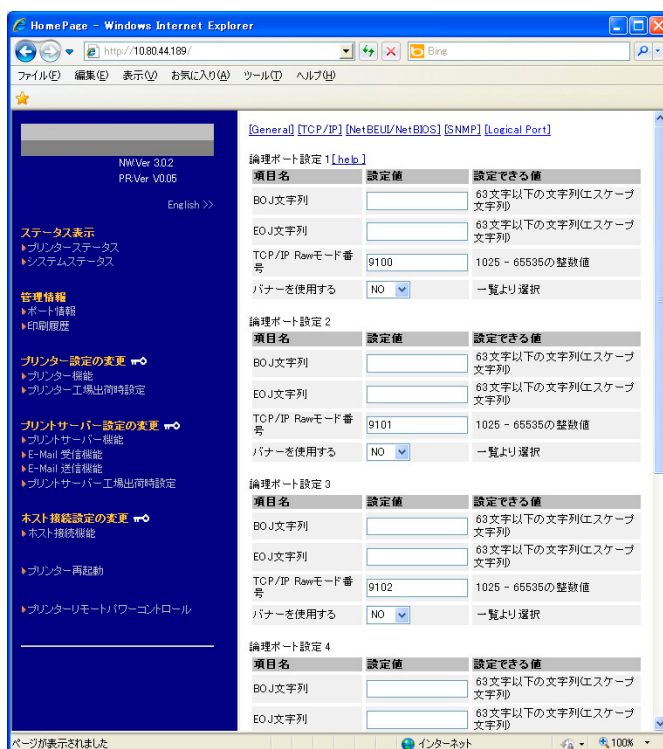 HomePage - Windows Internet Explorer
http://10.80.44.189/
Bing
ファイル(F) 編集(E) 表示(V) お気に入り(A) ツール(T) ヘルプ(H)
NW:Ver 3.0.2
PR:Ver V0.05
English >>
ステータス表示
プリンターステータス
システムステータス
管理情報
ポート情報
印刷履歴
プリンター設定の変更
プリンター機能
プリンター工場出荷時設定
プリントサーバー設定の変更
プリントサーバー機能
E-Mail 受信機能
E-Mail 送信機能
プリントサーバー工場出荷時設定
ホスト接続設定の変更
ホスト接続機能
プリンター再起動
プリンターリモートパワーコントロール
[General] [TCP/IP] [NetBEUI/NetBIOS] [SNMP] [Logical Port]
論理ポート設定 1 [ help ]
項目名 設定値 設定できる値
BOJ文字列 63文字以下の文字列(エスケープ
文字列)
EOJ文字列 63文字以下の文字列(エスケープ
文字列)
TCP/IP Rawモード番
号 9100 1025 - 65535の整数値
バナーを使用する NO 一覧より選択
論理ポート設定 2
項目名 設定値 設定できる値
BOJ文字列 63文字以下の文字列(エスケープ
文字列)
EOJ文字列 63文字以下の文字列(エスケープ
文字列)
TCP/IP Rawモード番
号 9101 1025 - 65535の整数値
バナーを使用する NO 一覧より選択
論理ポート設定 3
項目名 設定値 設定できる値
BOJ文字列 63文字以下の文字列(エスケープ
文字列)
EOJ文字列 63文字以下の文字列(エスケープ
文字列)
TCP/IP Rawモード番
号 9102 1025 - 65535の整数値
バナーを使用する NO 一覧より選択
論理ポート設定 4
項目名 設定値 設定できる値
BOJ文字列 63文字以下の文字列(エスケープ
文字列)
EOJ文字列 63文字以下の文字列(エスケープ
文字列)
ページが表示されました インターネット 100%